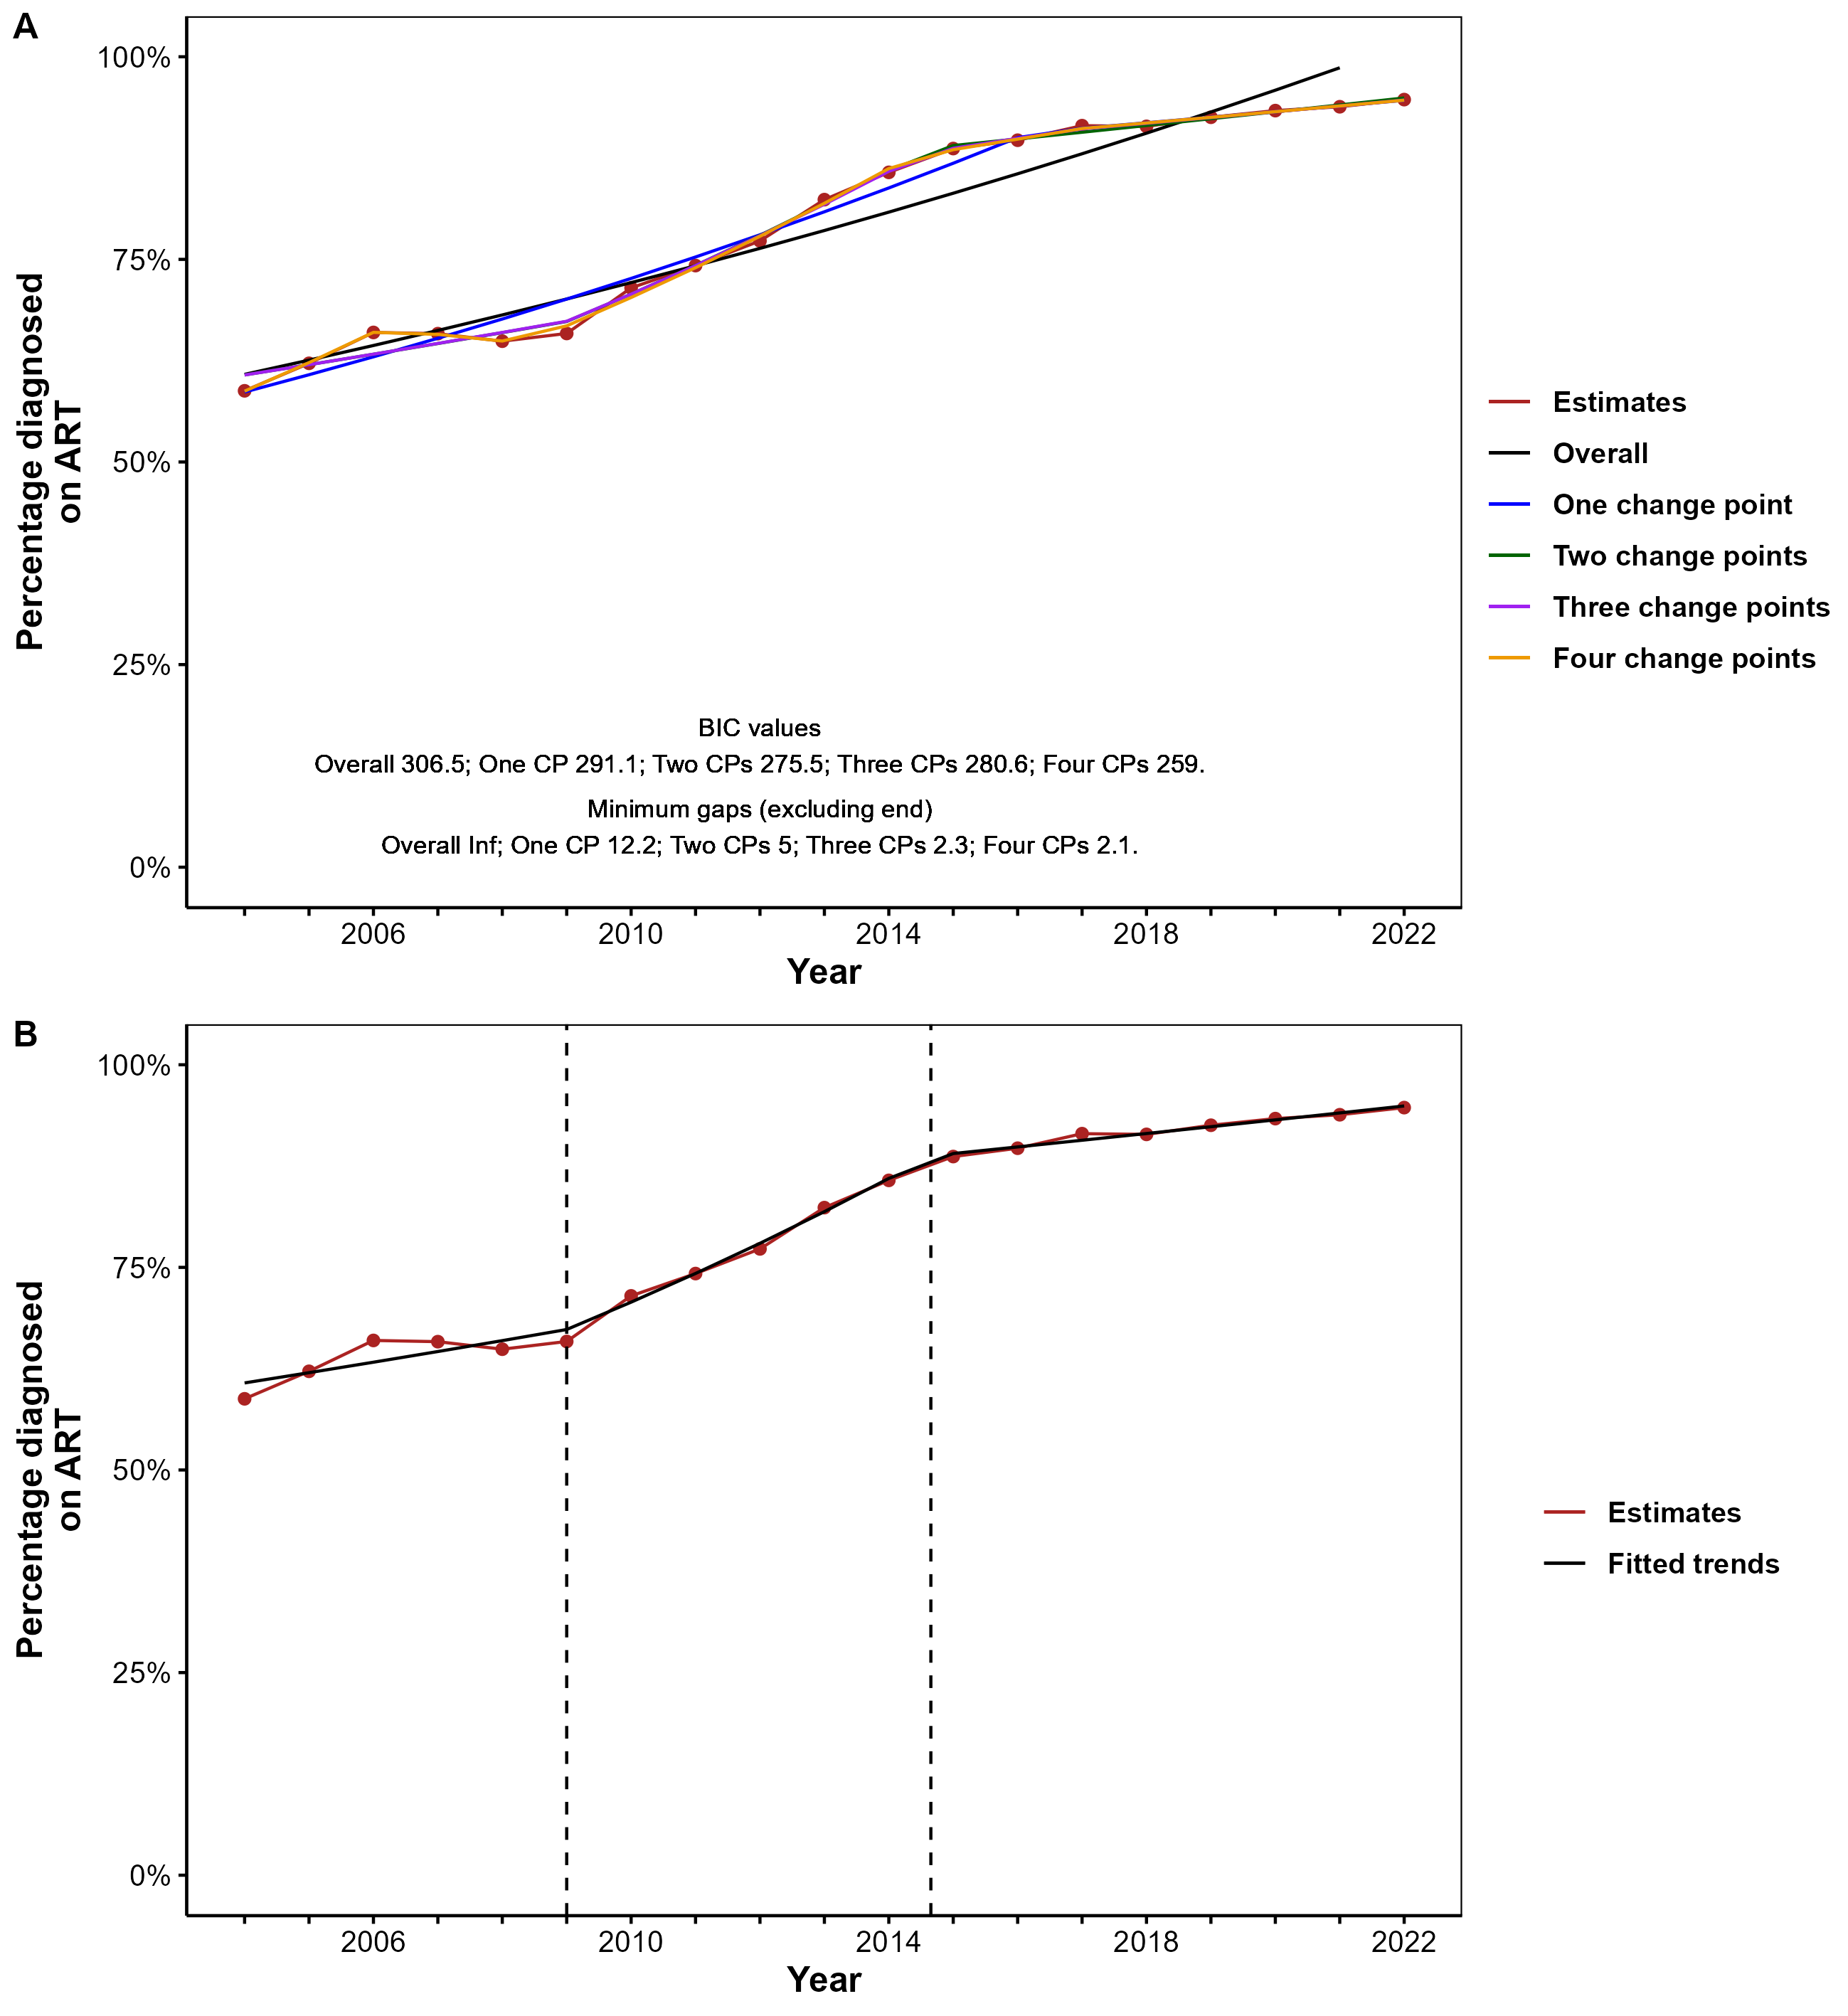 A
100%
75%
50%
25%
0%
Percentage diagnosed
on ART
BIC values
Overall 306.5; One CP 291.1; Two CPs 275.5; Three CPs 280.6; Four CPs 259.
Minimum gaps (excluding end)
Overall Inf; One CP 12.2; Two CPs 5; Three CPs 2.3; Four CPs 2.1.
2006
2010
2014
2018
2022
Year
Estimates
Overall
One change point
Two change points
Three change points
Four change points
B
100%
75%
50%
25%
0%
Percentage diagnosed
on ART
2006
2010
2014
2018
2022
Year
Estimates
Fitted trends